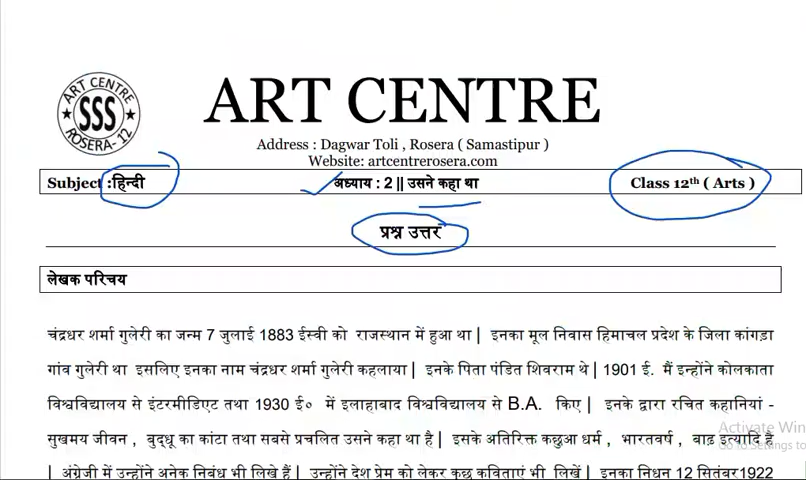 ART CENTRE
SSS
ROSERA-12
ART CENTRE
Address : Dagwar Toli , Rosera ( Samastipur )
Website: artcentrerosera.com
Subject :हिन्दी अध्याय : 2 || उसने कहा था Class 12th ( Arts )
प्रश्न उत्तर
लेखक परिचय
चंद्रधर शर्मा गुलेरी का जन्म 7 जुलाई 1883 ईस्वी को राजस्थान में हुआ था | इनका मूल निवास हिमाचल प्रदेश के जिला कांगड़ा
गांव गुलेरी था इसलिए इनका नाम चंद्रधर शर्मा गुलेरी कहलाया | इनके पिता पंडित शिवराम थे | 1901 ई. मैं इन्होंने कोलकाता
विश्वविद्यालय से इंटरमीडिएट तथा 1930 ई० में इलाहाबाद विश्वविद्यालय से B.A. किए | इनके द्वारा रचित कहानियां -
सुखमय जीवन , बुद्धू का कांटा तथा सबसे प्रचलित उसने कहा था है | इसके अतिरिक्त कछुआ धर्म , भारतवर्ष , बाढ़ इत्यादि है
| अंग्रेजी में उन्होंने अनेक निबंध भी लिखे हैं | उन्होंने देश प्रेम को लेकर कुछ कविताएं भी लिखें | इनका निधन 12 सितंबर1922
Activate Win
Go to Settings to